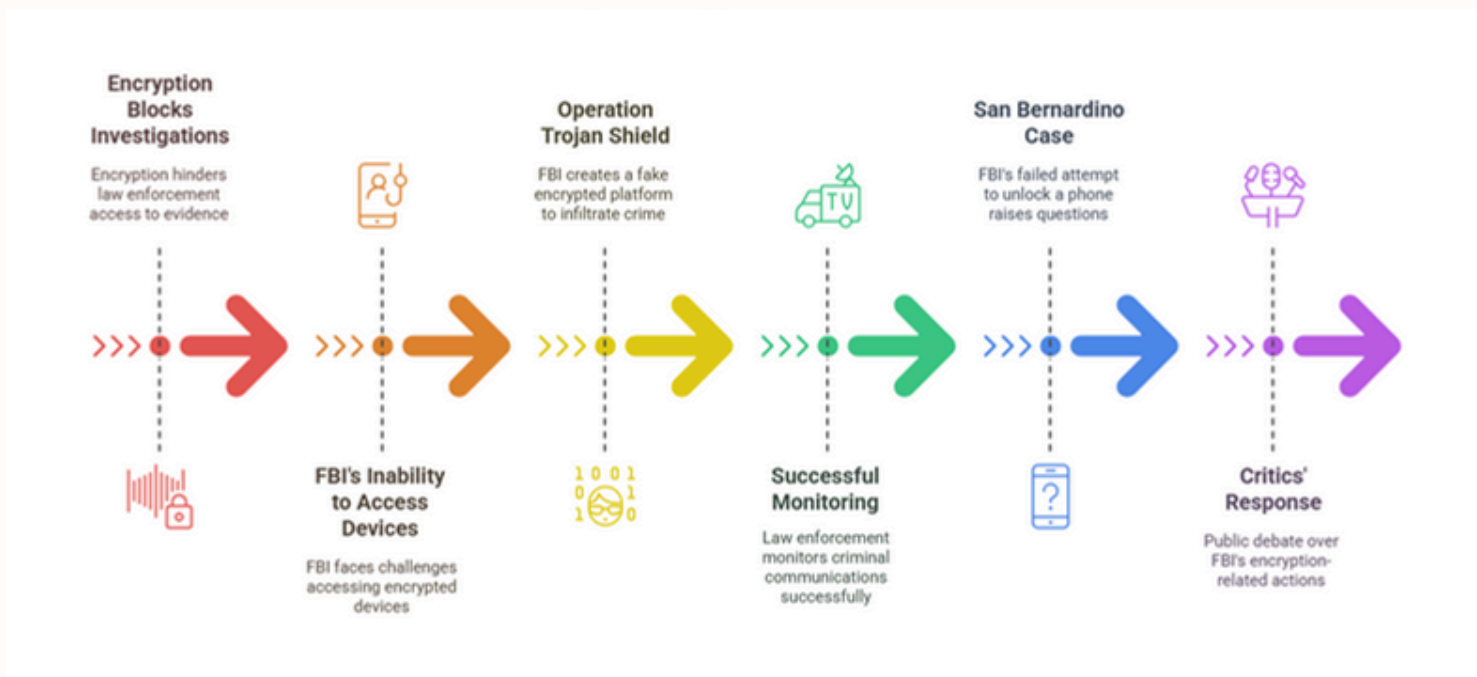 Encryption
Blocks
Investigations
Encryption hinders
law enforcement
access to evidence
FBI's Inability
to Access
Devices
FBI faces challenges
accessing encrypted
devices
Operation
Trojan Shield
FBI creates a fake
encrypted platform
to infiltrate crime
1 0 0 1
0 1
1 0
TV
Successful
Monitoring
Law enforcement
monitors criminal
communications
successfully
San Bernardino
Case
FBI's failed attempt
to unlock a phone
raises questions
?
Critics'
Response
Public debate over
FBI's encryption-
related actions